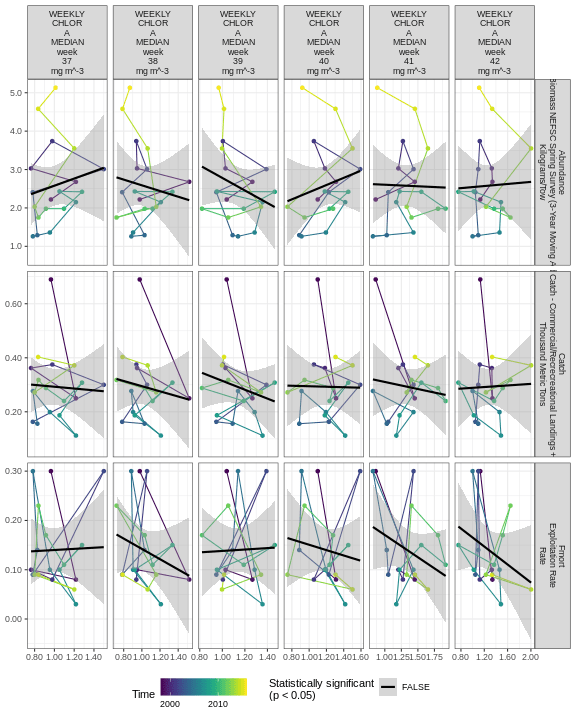 WEEKLY CHLOR A MEDIAN week 37 mg m^-3
WEEKLY CHLOR A MEDIAN week 38 mg m^-3
WEEKLY CHLOR A MEDIAN week 39 mg m^-3
WEEKLY CHLOR A MEDIAN week 40 mg m^-3
WEEKLY CHLOR A MEDIAN week 41 mg m^-3
WEEKLY CHLOR A MEDIAN week 42 mg m^-3
5.0
4.0
3.0
2.0
1.0
Abundance
Biomass NEFSC Spring Survey (3-Year Moving
Kilograms/Tow
0.60
0.40
0.20
Catch
Catch - Commercial/Recreational Landings +
Thousand Metric Tons
0.30
0.20
0.10
0.00
Fmort
Exploitation Rate
Rate
0.80 1.00 1.20 1.40
0.80 1.00 1.20 1.40 1.60
0.80 1.00 1.20 1.40
0.80 1.00 1.20 1.40 1.60
1.00 1.25 1.50 1.75
0.80 1.20 1.60 2.00
Time
2000 2010
Statistically significant
(p < 0.05)
FALSE